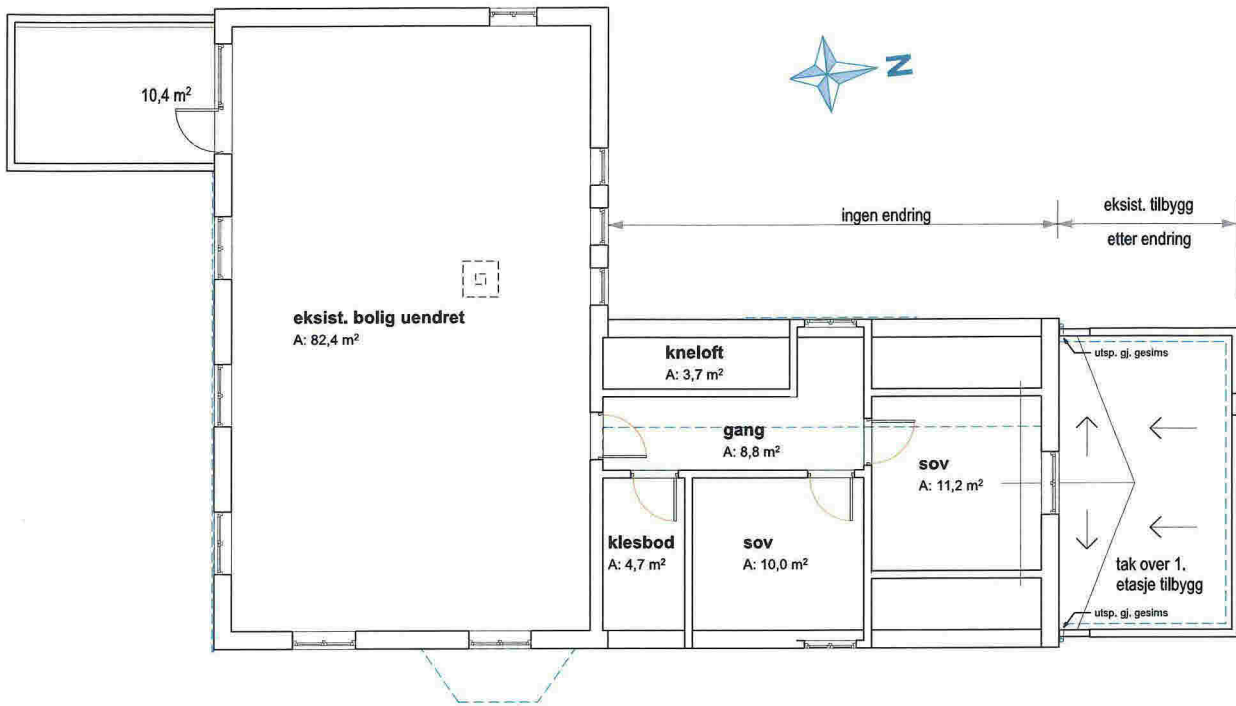 N
10,4 m²
ingen endring
eksist. tilbygg
etter endring
eksist. bolig uendret
A: 82,4 m²
kneloft
A: 3,7 m²
utsp. gj. gesims
gang
A: 8,8 m²
sov
A: 11,2 m²
klesbod
A: 4,7 m²
sov
A: 10,0 m²
tak over 1.
etasje tilbygg
utsp. gj. gesims